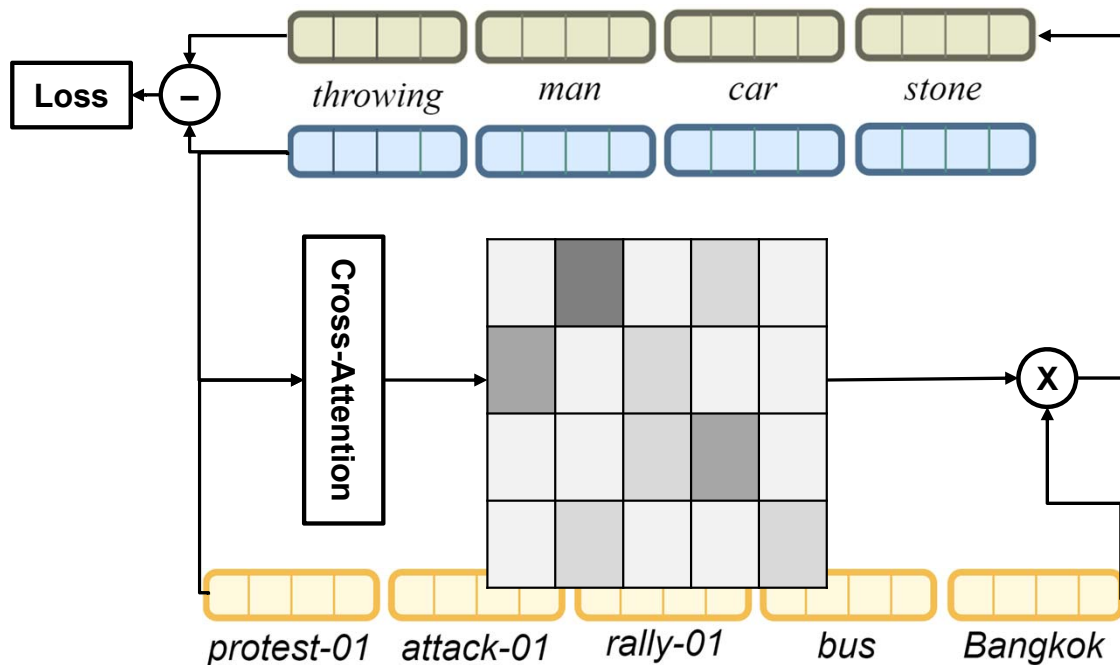 Loss
–
throwing man car stone
Cross-Attention
X
protest-01 attack-01 rally-01 bus Bangkok